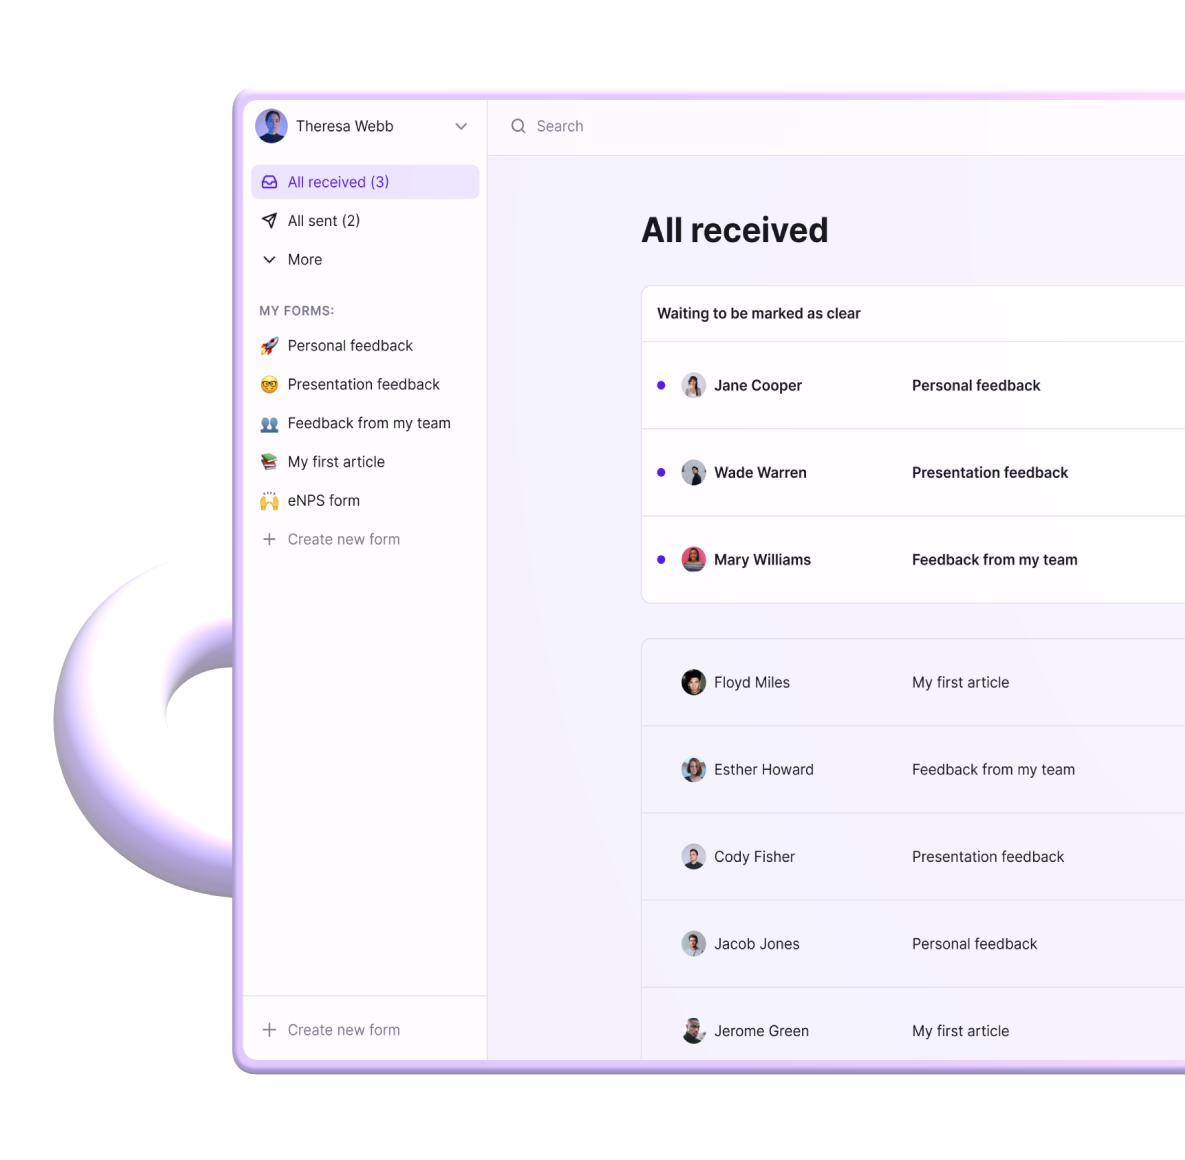 Theresa Webb
Search
All received (3)
All sent (2)
More
MY FORMS:
Personal feedback
Presentation feedback
Feedback from my team
My first article
eNPS form
Create new form
Create new form
All received
Waiting to be marked as clear
Jane Cooper Personal feedback
Wade Warren Presentation feedback
Mary Williams Feedback from my team
Floyd Miles My first article
Esther Howard Feedback from my team
Cody Fisher Presentation feedback
Jacob Jones Personal feedback
Jerome Green My first article